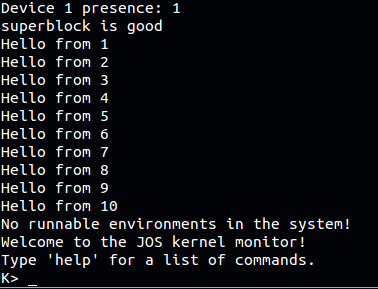 Device 1 presence: 1
superblock is good
Hello from 1
Hello from 2
Hello from 3
Hello from 4
Hello from 5
Hello from 6
Hello from 7
Hello from 8
Hello from 9
Hello from 10
No runnable environments in the system!
Welcome to the JOS kernel monitor!
Type 'help' for a list of commands.
K> _